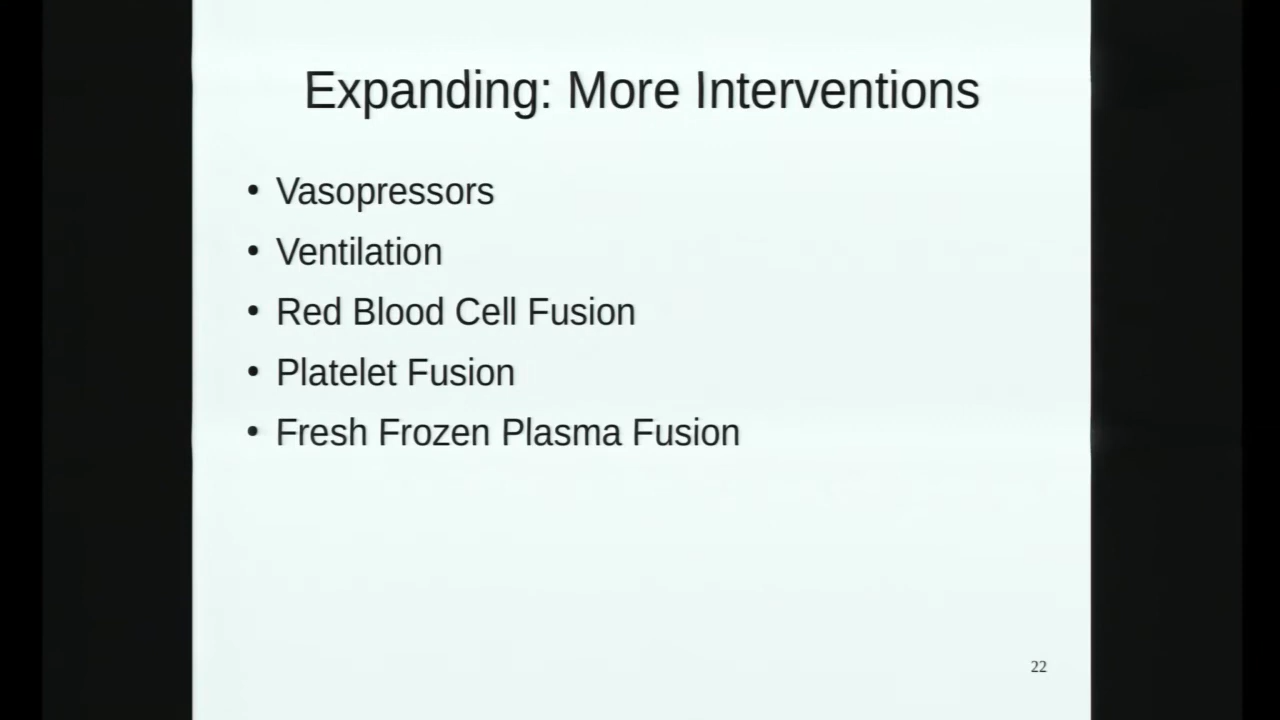 Expanding: More Interventions
• Vasopressors
• Ventilation
• Red Blood Cell Fusion
• Platelet Fusion
• Fresh Frozen Plasma Fusion
22